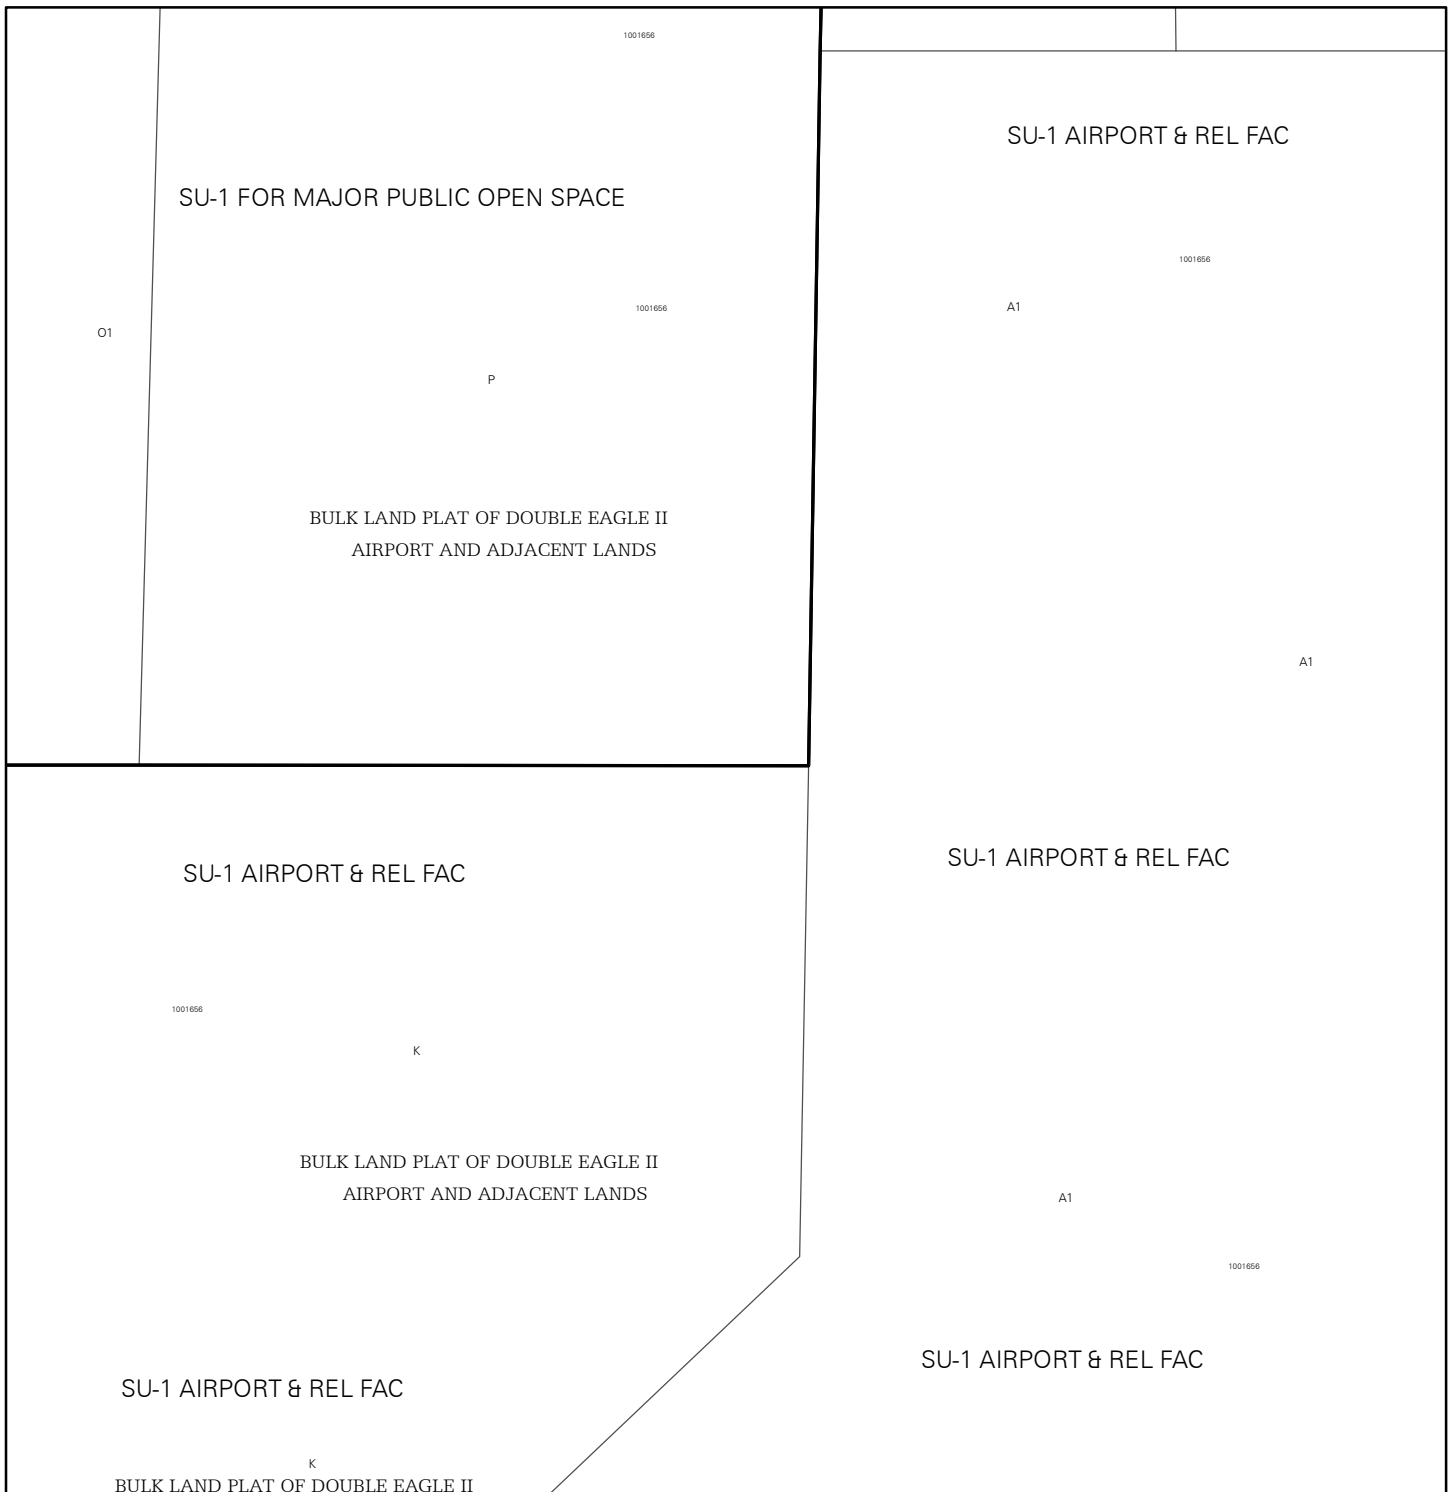 1001656
SU-1 AIRPORT & REL FAC
SU-1 FOR MAJOR PUBLIC OPEN SPACE
1001656
1001656
A1
O1
P
BULK LAND PLAT OF DOUBLE EAGLE II
AIRPORT AND ADJACENT LANDS
A1
SU-1 AIRPORT & REL FAC
SU-1 AIRPORT & REL FAC
1001656
K
BULK LAND PLAT OF DOUBLE EAGLE II
AIRPORT AND ADJACENT LANDS
A1
1001656
SU-1 AIRPORT & REL FAC
SU-1 AIRPORT & REL FAC
K
BULK LAND PLAT OF DOUBLE EAGLE II